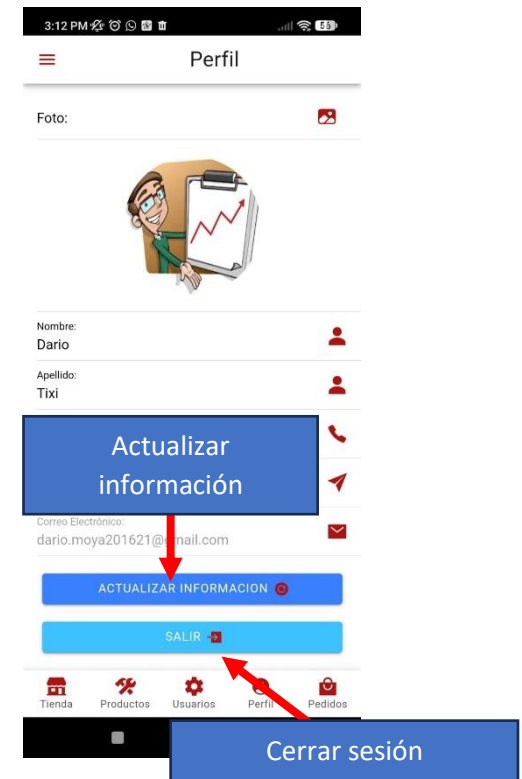 3:12 PM
55
Perfil
Foto:
Nombre:
Dario
Apellido:
Tixi
Actualizar
información
Correo Electrónico:
dario.moya201621@gmail.com
ACTUALIZAR INFORMACION
SALIR
Tienda Productos Usuarios Perfil Pedidos
Cerrar sesión